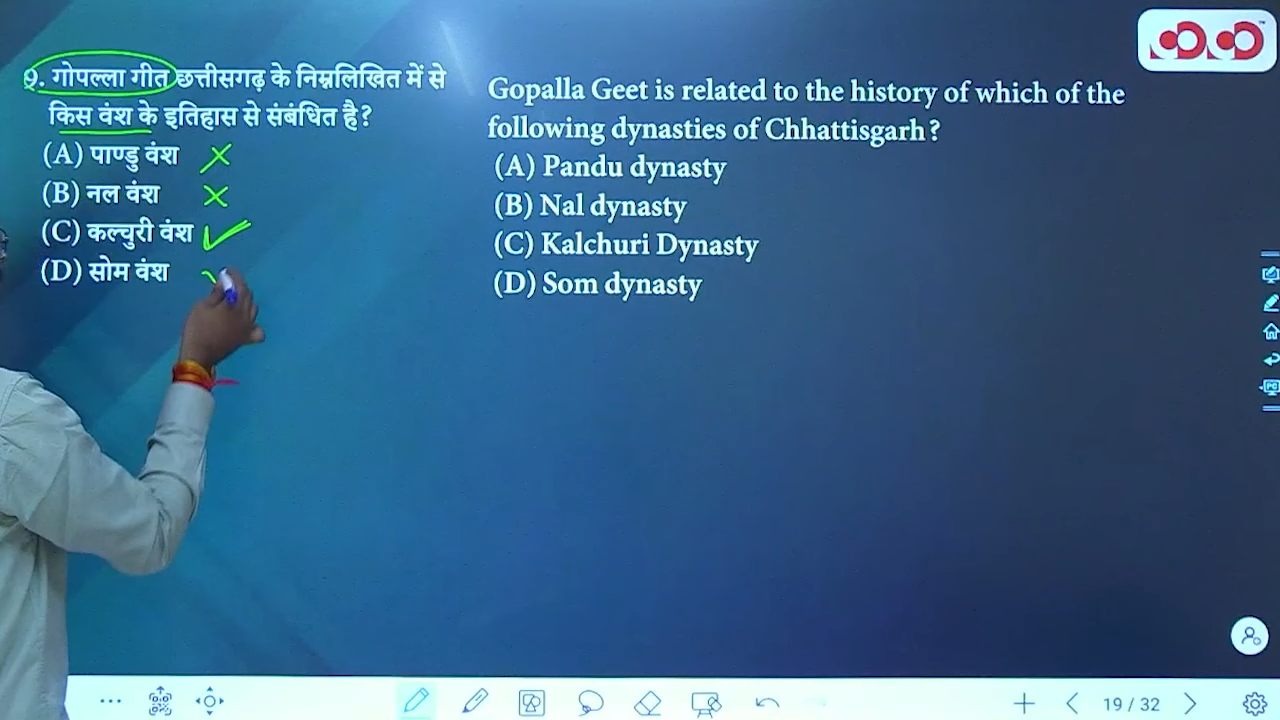 Q. गोपल्ला गीत छत्तीसगढ़ के निम्नलिखित में से
किस वंश के इतिहास से संबंधित है?
(A) पाण्डु वंश
(B) नल वंश
(C) कल्चुरी वंश
(D) सोम वंश
Gopalla Geet is related to the history of which of the
following dynasties of Chhattisgarh?
(A) Pandu dynasty
(B) Nal dynasty
(C) Kalchuri Dynasty
(D) Som dynasty
PC
19 / 32